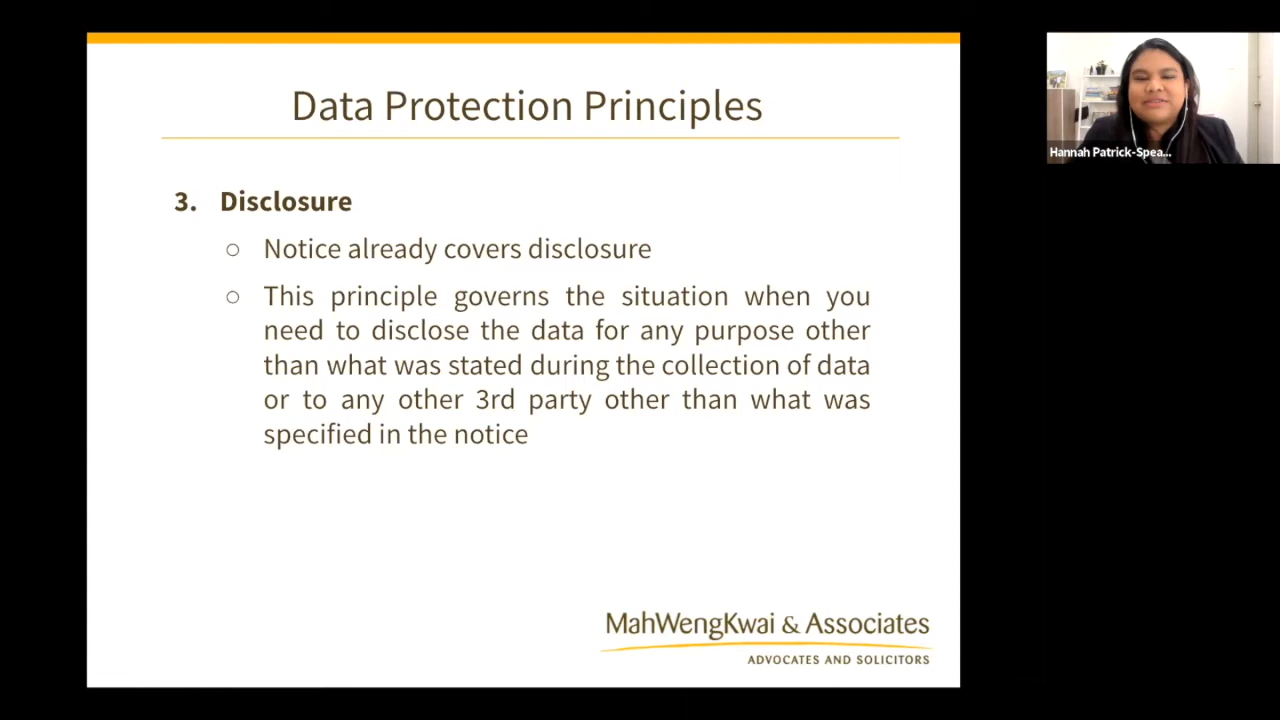 Data Protection Principles
3. Disclosure
○ Notice already covers disclosure
○ This principle governs the situation when you
need to disclose the data for any purpose other
than what was stated during the collection of data
or to any other 3rd party other than what was
specified in the notice
MahWengKwai & Associates
ADVOCATES AND SOLICITORS
Hannah Patrick-Spea...